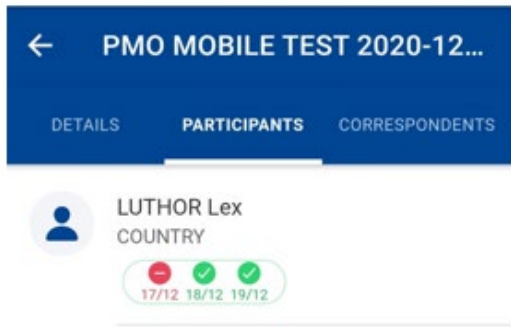 PMO MOBILE TEST 2020-12...
DETAILS PARTICIPANTS CORRESPONDENTS
LUTHOR Lex
COUNTRY
17/12 18/12 19/12